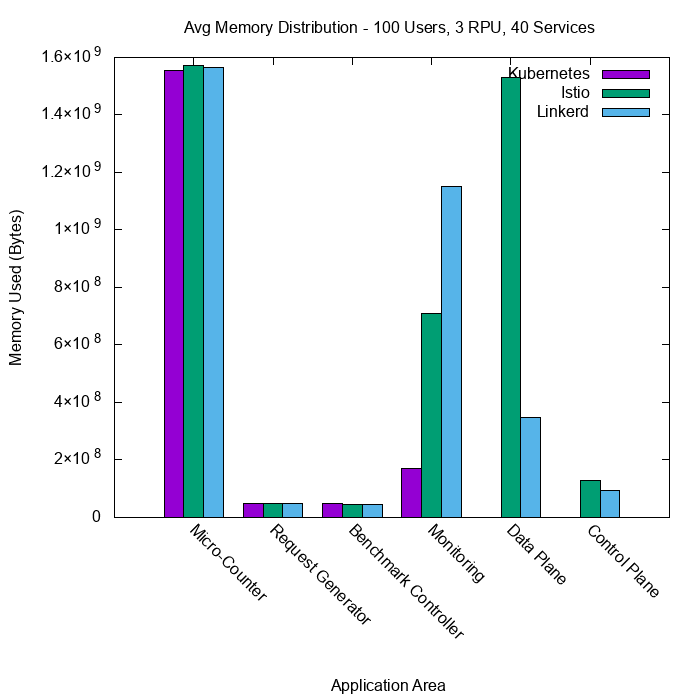 Avg Memory Distribution - 100 Users, 3 RPU, 40 Services
1.6×10⁹
1.4×10⁹
1.2×10⁹
1×10⁹
8×10⁸
6×10⁸
4×10⁸
2×10⁸
0
Memory Used (Bytes)
Kubernetes
Istio
Linkerd
Micro-Counter
Request Generator
Benchmark Controller
Monitoring
Data Plane
Control Plane
Application Area